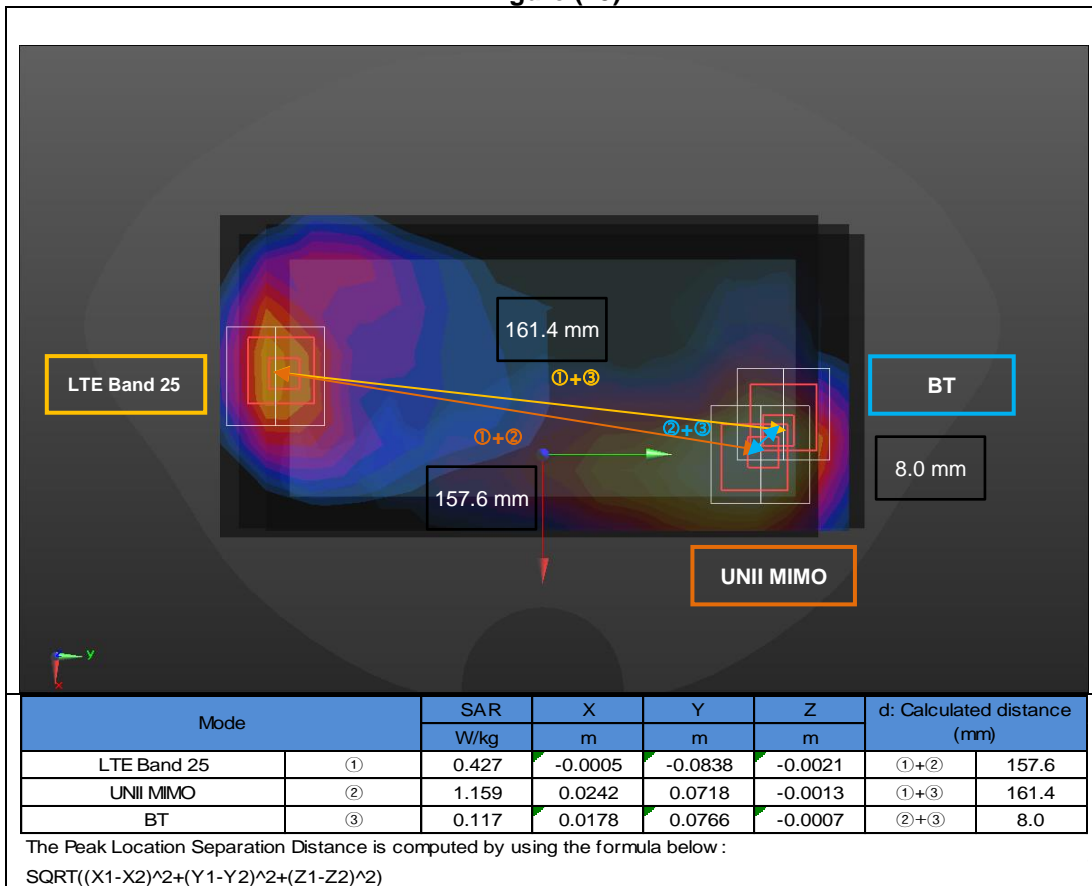 161.4 mm
①+③
LTE Band 25
BT
②+③
①+②
8.0 mm
157.6 mm
UNII MIMO
y
x
Mode SAR X Y Z d: Calculated distance (mm)
W/kg m m m
LTE Band 25 ① 0.427 -0.0005 -0.0838 -0.0021 ①+② 157.6
UNII MIMO ② 1.159 0.0242 0.0718 -0.0013 ①+③ 161.4
BT ③ 0.117 0.0178 0.0766 -0.0007 ②+③ 8.0
The Peak Location Separation Distance is computed by using the formula below :
SQRT((X1-X2)^2+(Y1-Y2)^2+(Z1-Z2)^2)